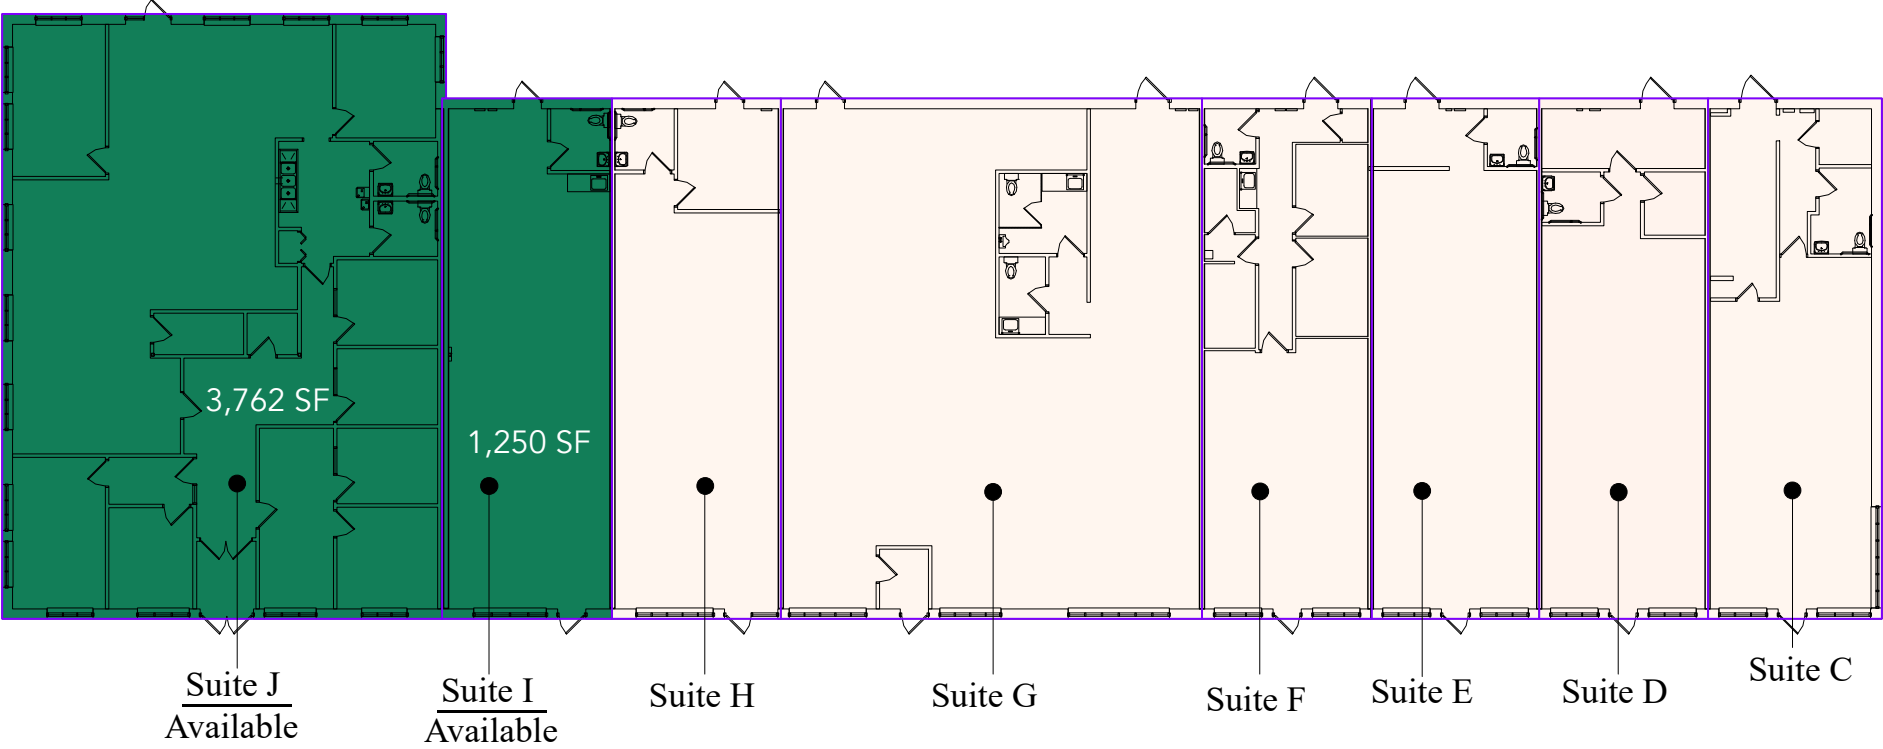 3,762 SF
1,250 SF
Suite J
Available
Suite I
Available
Suite H
Suite G
Suite F
Suite E
Suite D
Suite C